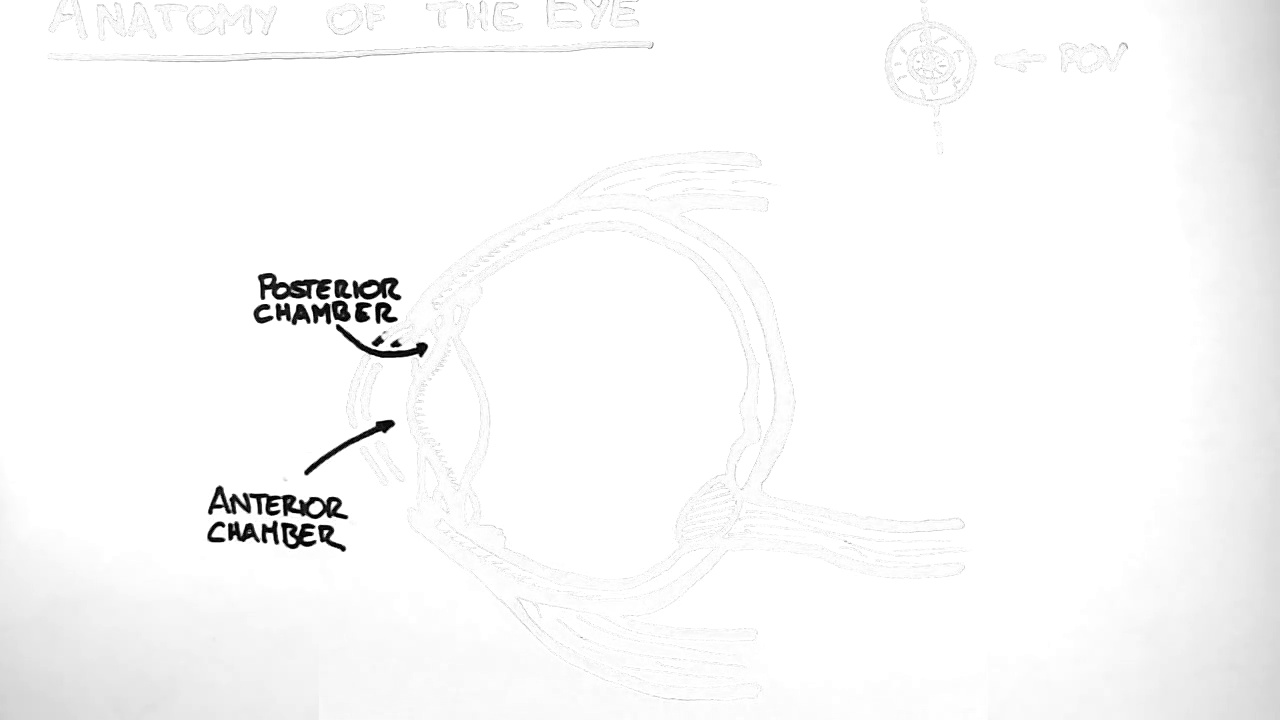 ANATOMY OF THE EYE
POV
POSTERIOR
CHAMBER
ANTERIOR
CHAMBER